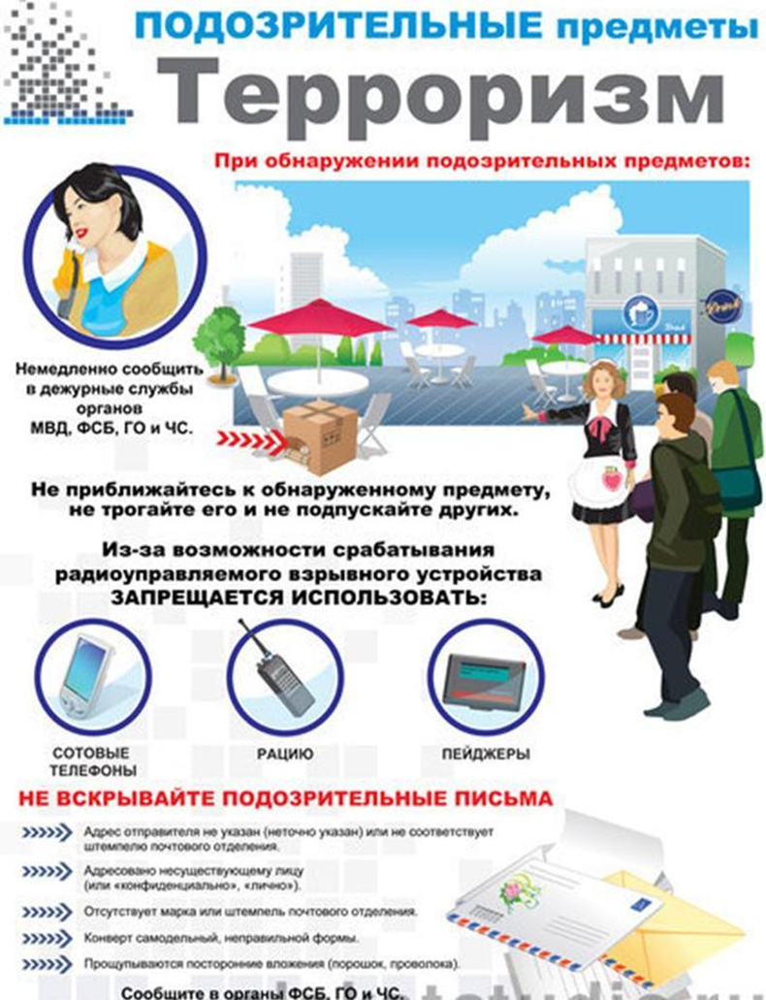 ПОДОЗРИТЕЛЬНЫЕ предметы
Терроризм
При обнаружении подозрительных предметов:
Немедленно сообщить
в дежурные службы
органов
МВД, ФСБ, ГО и ЧС.
Не приближайтесь к обнаруженному предмету,
не трогайте его и не подпускайте других.
Из-за возможности срабатывания
радиоуправляемого взрывного устройства
ЗАПРЕЩАЕТСЯ ИСПОЛЬЗОВАТЬ:
СОТОВЫЕ
ТЕЛЕФОНЫ
РАЦИЮ
ПЕЙДЖЕРЫ
НЕ ВСКРЫВАЙТЕ ПОДОЗРИТЕЛЬНЫЕ ПИСЬМА
Адрес отправителя не указан (неточно указан) или не соответствует
штемпелю почтового отделения.
Адресовано несуществующему лицу
(или «конфиденциально», «лично»).
Отсутствует марка или штемпель почтового отделения.
Конверт самодельный, неправильной формы.
Прощупываются посторонние вложения (порошок, проволока).
Сообщите в органы ФСБ, ГО и ЧС.